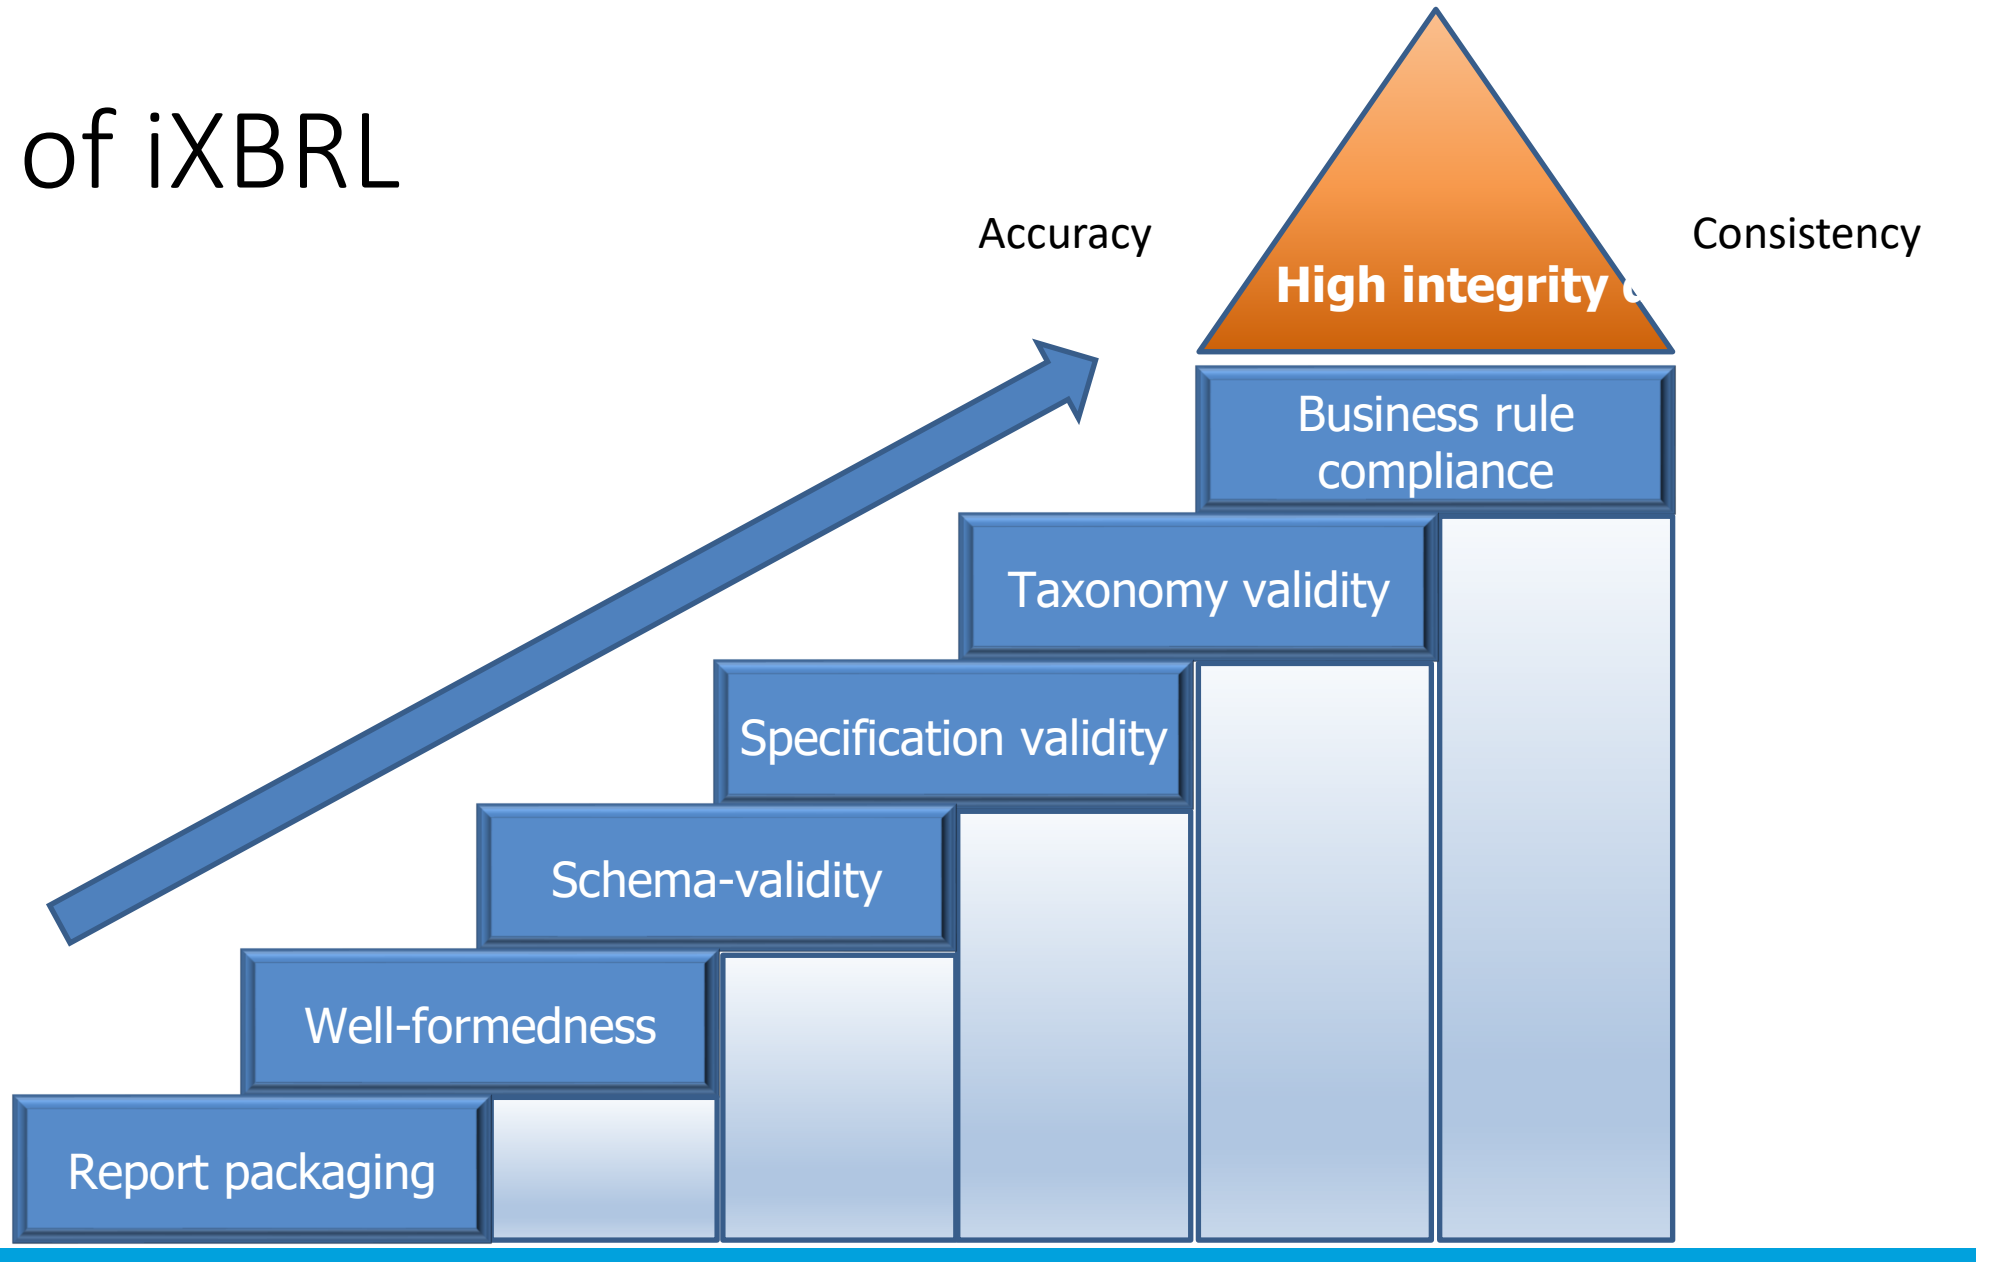 of iXBRL
Accuracy
Consistency
High integrity
Business rule
compliance
Taxonomy validity
Specification validity
Schema-validity
Well-formedness
Report packaging